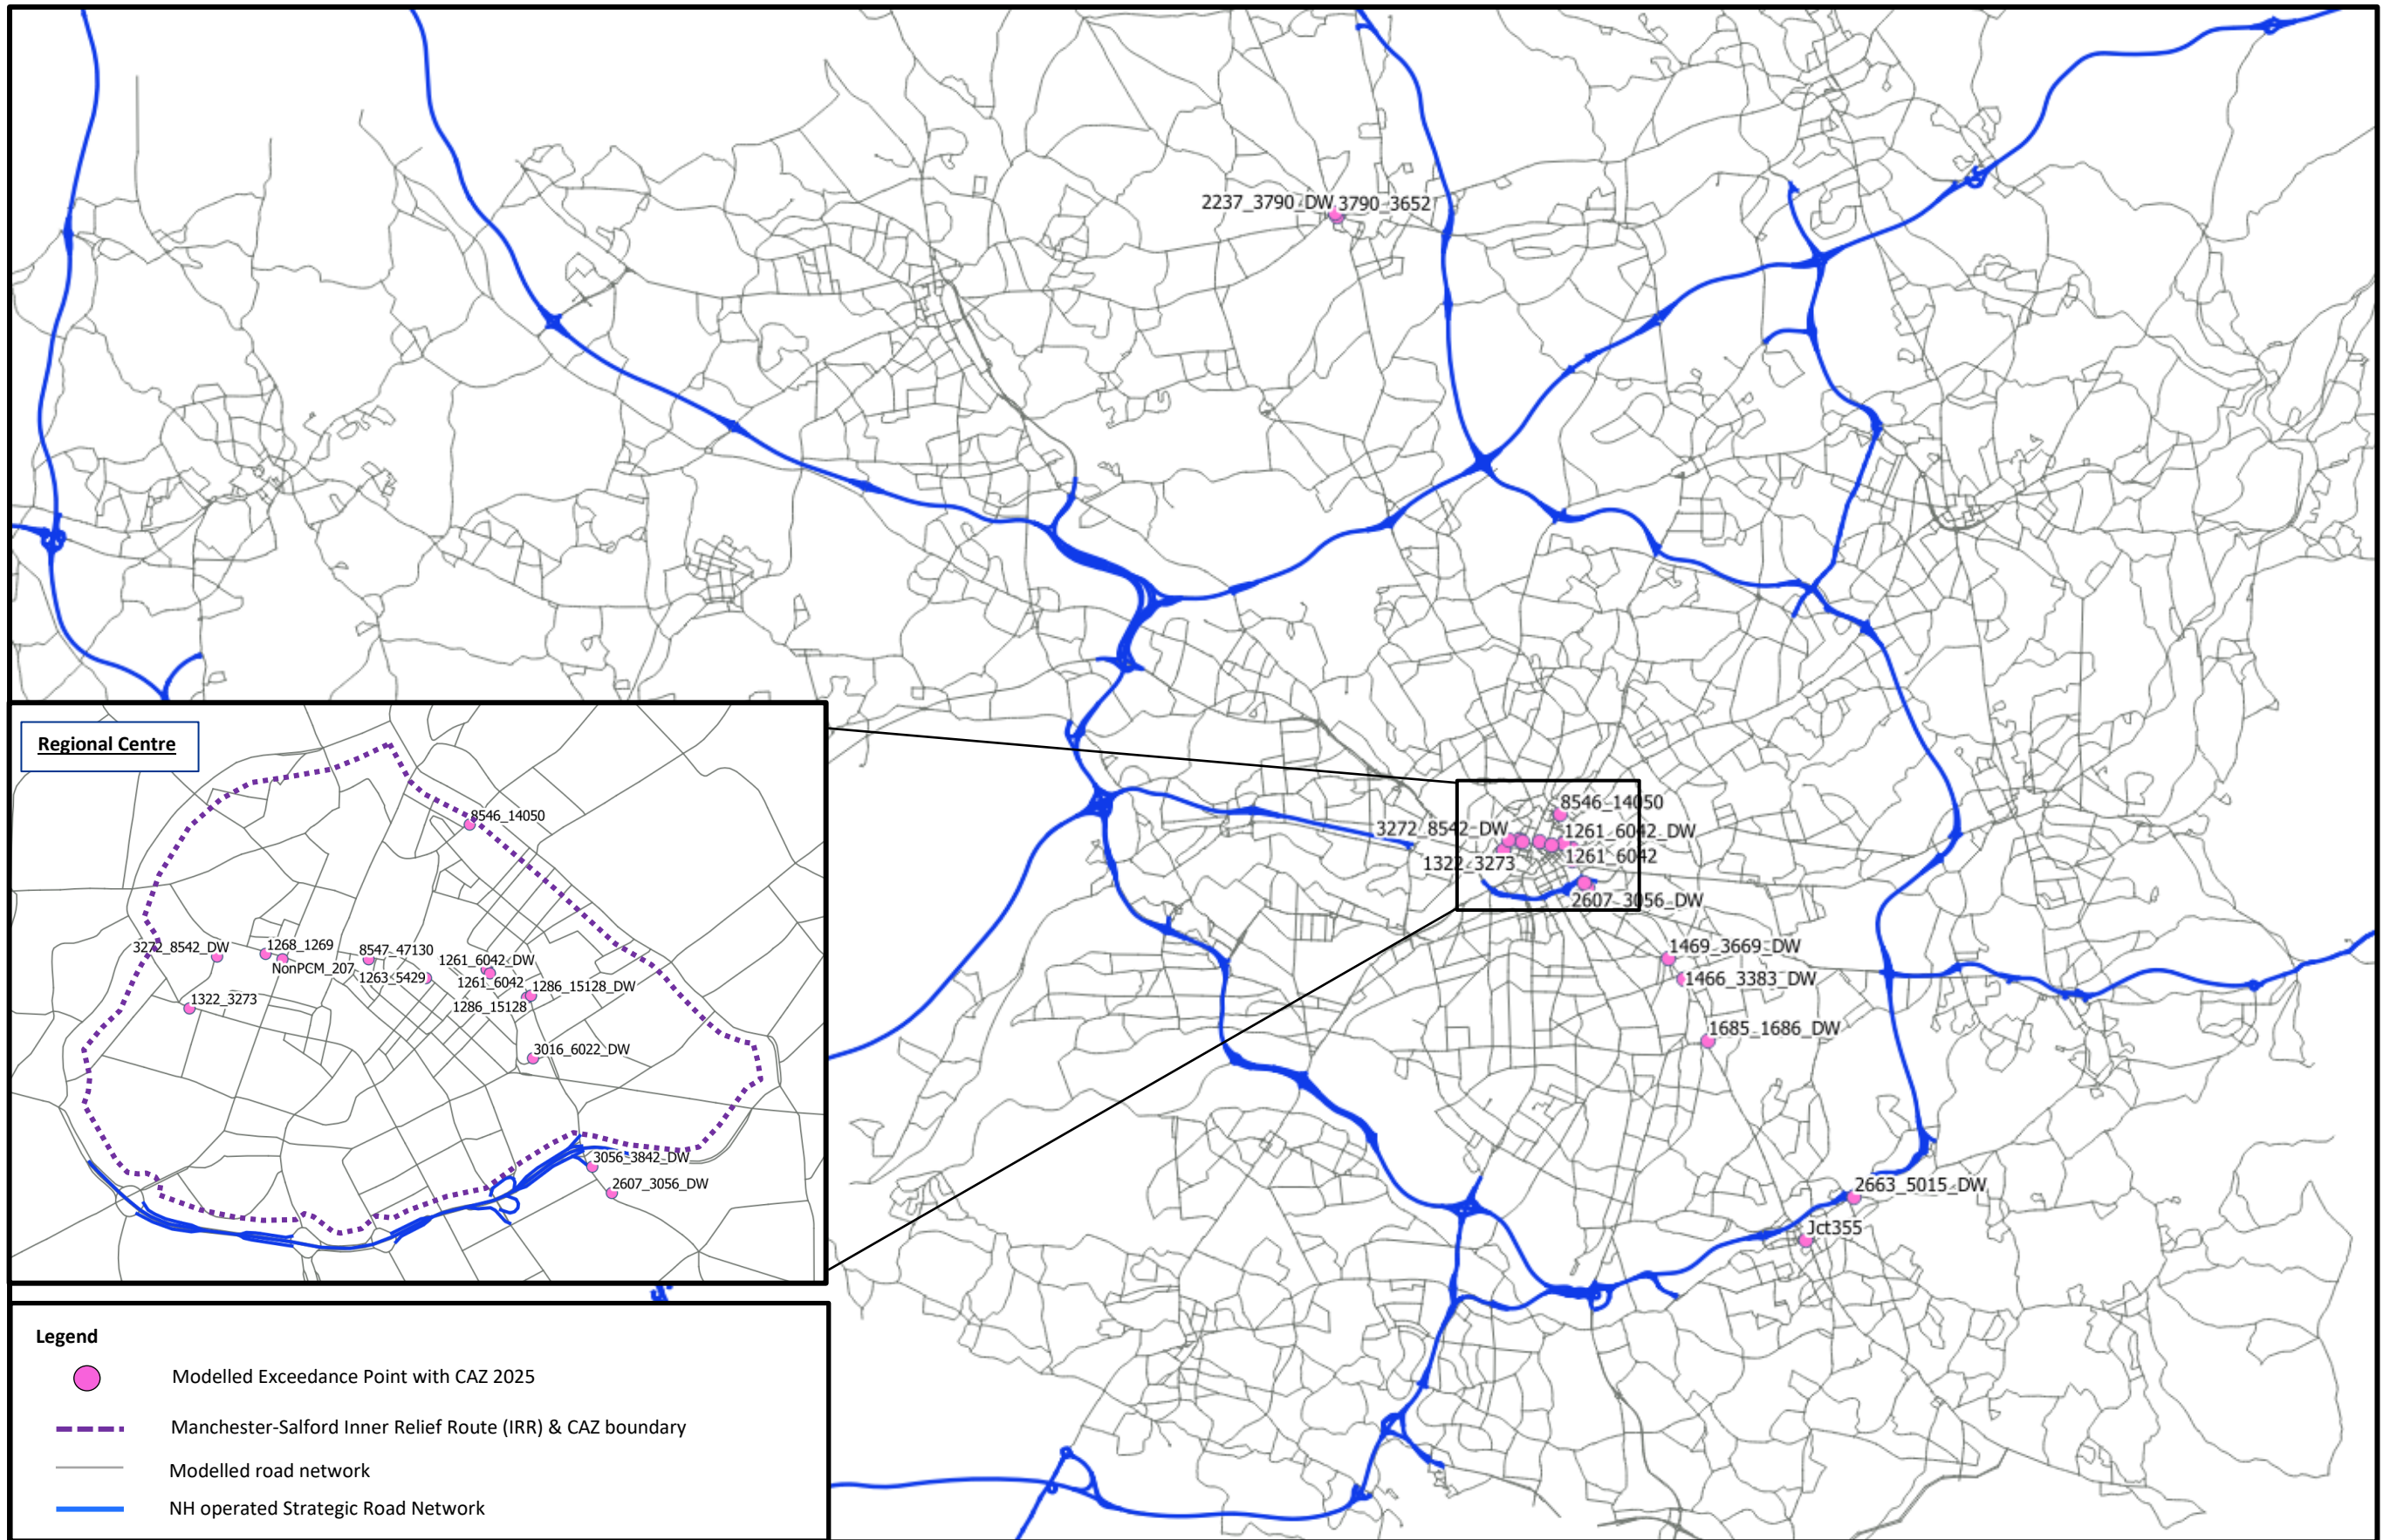 2237_3790_DW 3790_3652
8546_14050
3272_8542_DW
1261_6042_DW
1261_6042
1322_3273
2607_3056_DW
1469_3669_DW
1466_3383_DW
1685_1686_DW
2663_5015_DW
Jct355
Regional Centre
8546_14050
3272_8542_DW
1268_1269
NonPCM_207
8547_47130
1263_5429
1261_6042_DW
1261_6042
1286_15128_DW
1286_15128
1322_3273
3016_6022_DW
3056_3842_DW
2607_3056_DW
Legend
Modelled Exceedance Point with CAZ 2025
Manchester-Salford Inner Relief Route (IRR) & CAZ boundary
Modelled road network
NH operated Strategic Road Network